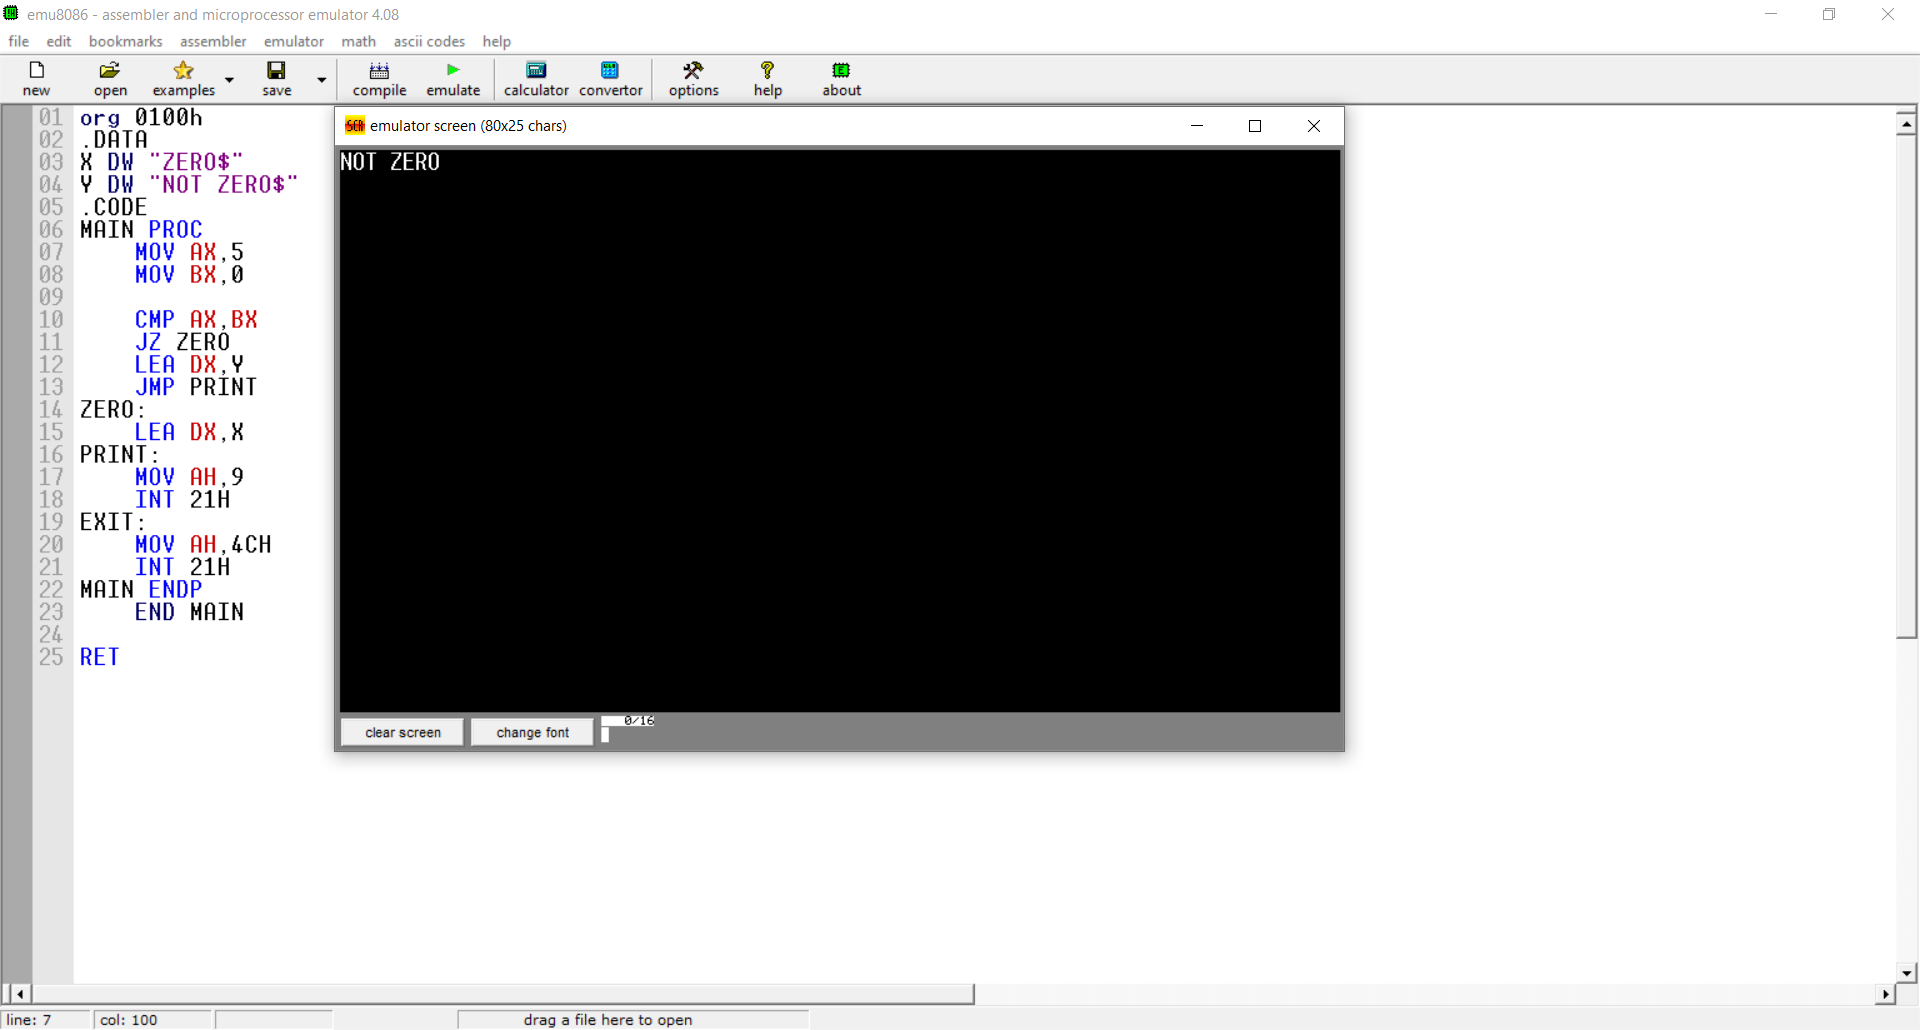 emu8086 - assembler and microprocessor emulator 4.08
file edit bookmarks assembler emulator math ascii codes help
new open examples save compile emulate calculator convertor options help about
01 org 0100h
02 .DATA
03 X DW "ZERO$"
04 Y DW "NOT ZERO$"
05 .CODE
06 MAIN PROC
07 MOV AX,5
08 MOV BX,0
09
10 CMP AX,BX
11 JZ ZERO
12 LEA DX,Y
13 JMP PRINT
14 ZERO:
15 LEA DX,X
16 PRINT:
17 MOV AH,9
18 INT 21H
19 EXIT:
20 MOV AH,4CH
21 INT 21H
22 MAIN ENDP
23 END MAIN
24
25 RET
SCR emulator screen (80x25 chars)
NOT ZERO
clear screen change font 0/16
line: 7 col: 100 drag a file here to open